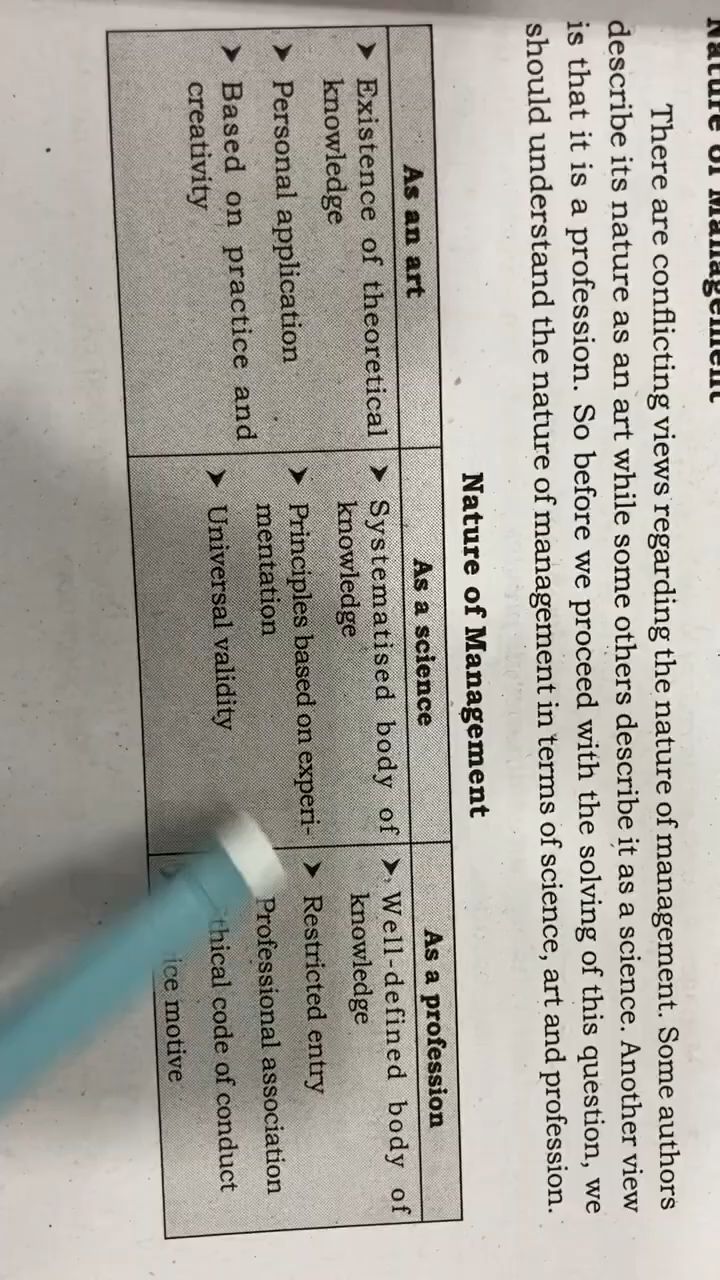 Nature of Management
There are conflicting views regarding the nature of management. Some authors
describe its nature as an art while some others describe it as a science. Another view
is that it is a profession. So before we proceed with the solving of this question, we
should understand the nature of management in terms of science, art and profession.
Nature of Management
As an art
➤ Existence of theoretical
knowledge
➤ Personal application
➤ Based on practice and
creativity
As a science
➤ Systematised body of
knowledge
➤ Principles based on experi-
mentation
➤ Universal validity
As a profession
➤ Well-defined body of
knowledge
➤ Restricted entry
Professional association
code of conduct
motive